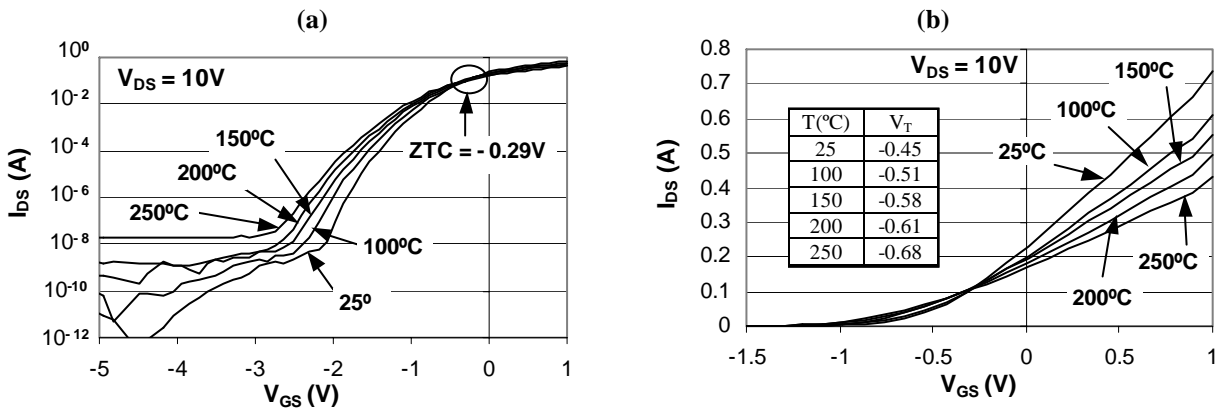 (a)
10⁰
10⁻²
10⁻⁴
10⁻⁶
10⁻⁸
10⁻¹⁰
10⁻¹²
I_DS (A)
V_DS = 10V
150ºC
200ºC
250ºC
ZTC = - 0.29V
100ºC
25º
-5 -4 -3 -2 -1 0 1
V_GS (V)
(b)
0.8
0.7
0.6
0.5
0.4
0.3
0.2
0.1
0
I_DS (A)
V_DS = 10V
150ºC
100ºC
25ºC
T(ºC) V_T
25 -0.45
100 -0.51
150 -0.58
200 -0.61
250 -0.68
250ºC
200ºC
-1.5 -1 -0.5 0 0.5 1
V_GS (V)